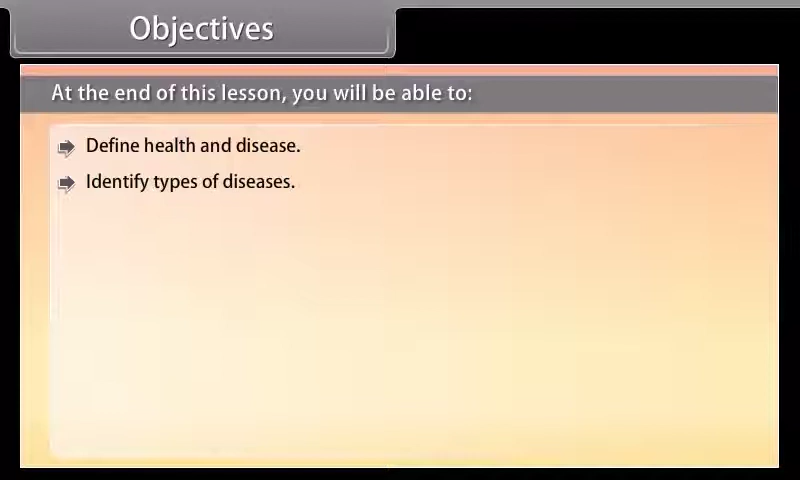 Objectives
At the end of this lesson, you will be able to:
Define health and disease.
Identify types of diseases.